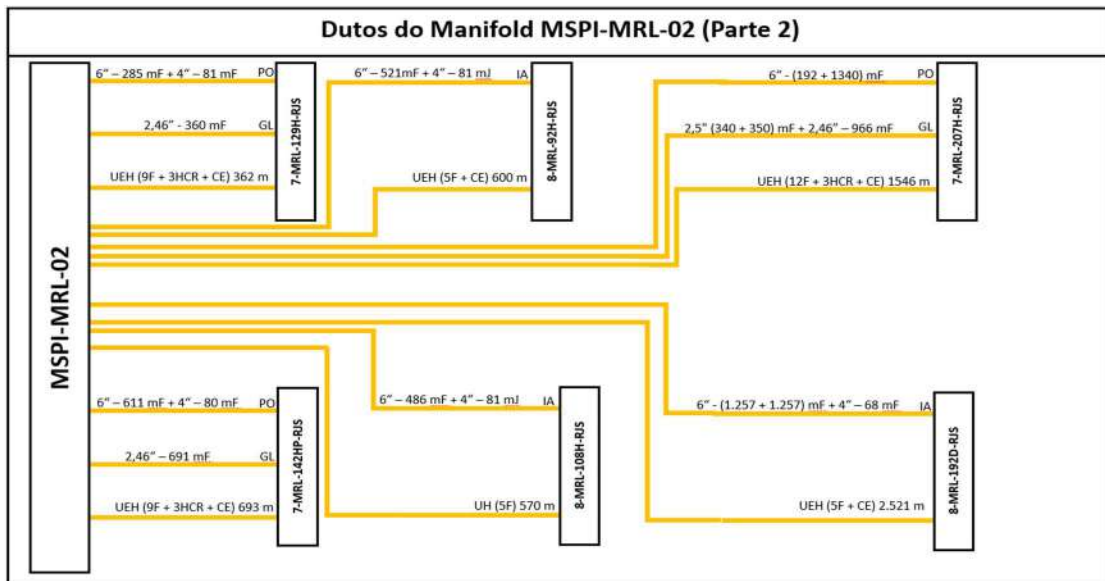 Dutos do Manifold MSPI-MRL-02 (Parte 2)
MSPI-MRL-02
6” – 285 mF + 4” – 81 mF PO
2,46” - 360 mF GL
UEH (9F + 3HCR + CE) 362 m
7-MRL-129H-RJS
6” – 521mF + 4” – 81 mJ IA
UEH (5F + CE) 600 m
8-MRL-92H-RJS
6” - (192 + 1340) mF PO
2,5” (340 + 350) mF + 2,46” – 966 mF GL
UEH (12F + 3HCR + CE) 1546 m
7-MRL-207H-RJS
6” – 611 mF + 4” – 80 mF PO
2,46” – 691 mF GL
UEH (9F + 3HCR + CE) 693 m
7-MRL-142HP-RJS
6” – 486 mF + 4” – 81 mJ IA
UH (5F) 570 m
8-MRL-108H-RJS
6” - (1.257 + 1.257) mF + 4” – 68 mF IA
UEH (5F + CE) 2.521 m
8-MRL-192D-RJS